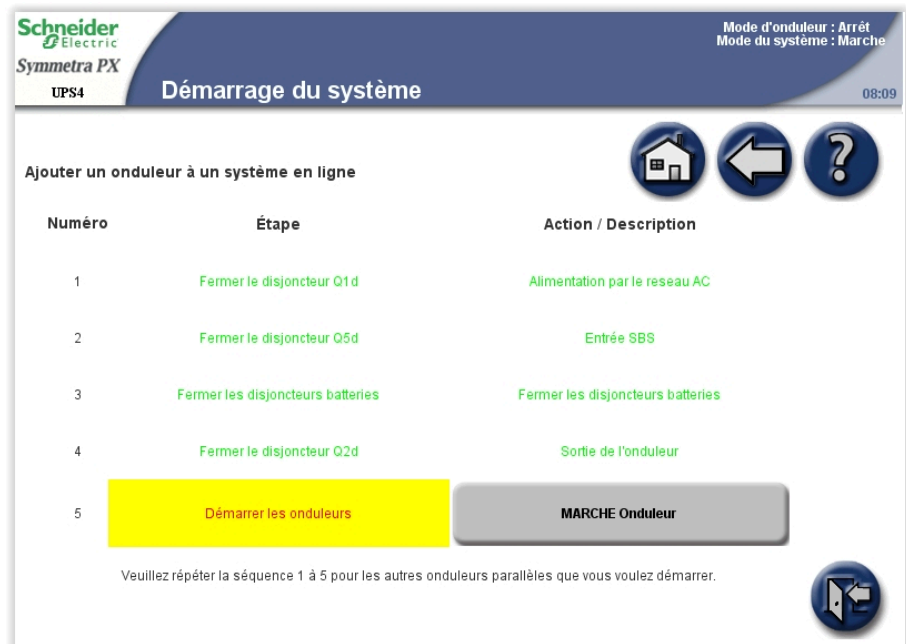 Schneider
Electric
Symmetra PX
UPS4
Démarrage du système
Mode d'onduleur : Arrêt
Mode du système : Marche
08:09
Ajouter un onduleur à un système en ligne
?
Numéro Étape Action / Description
1 Fermer le disjoncteur Q1d Alimentation par le reseau AC
2 Fermer le disjoncteur Q5d Entrée SBS
3 Fermer les disjoncteurs batteries Fermer les disjoncteurs batteries
4 Fermer le disjoncteur Q2d Sortie de l'onduleur
5 Démarrer les onduleurs MARCHE Onduleur
Veuillez répéter la séquence 1 à 5 pour les autres onduleurs parallèles que vous voulez démarrer.